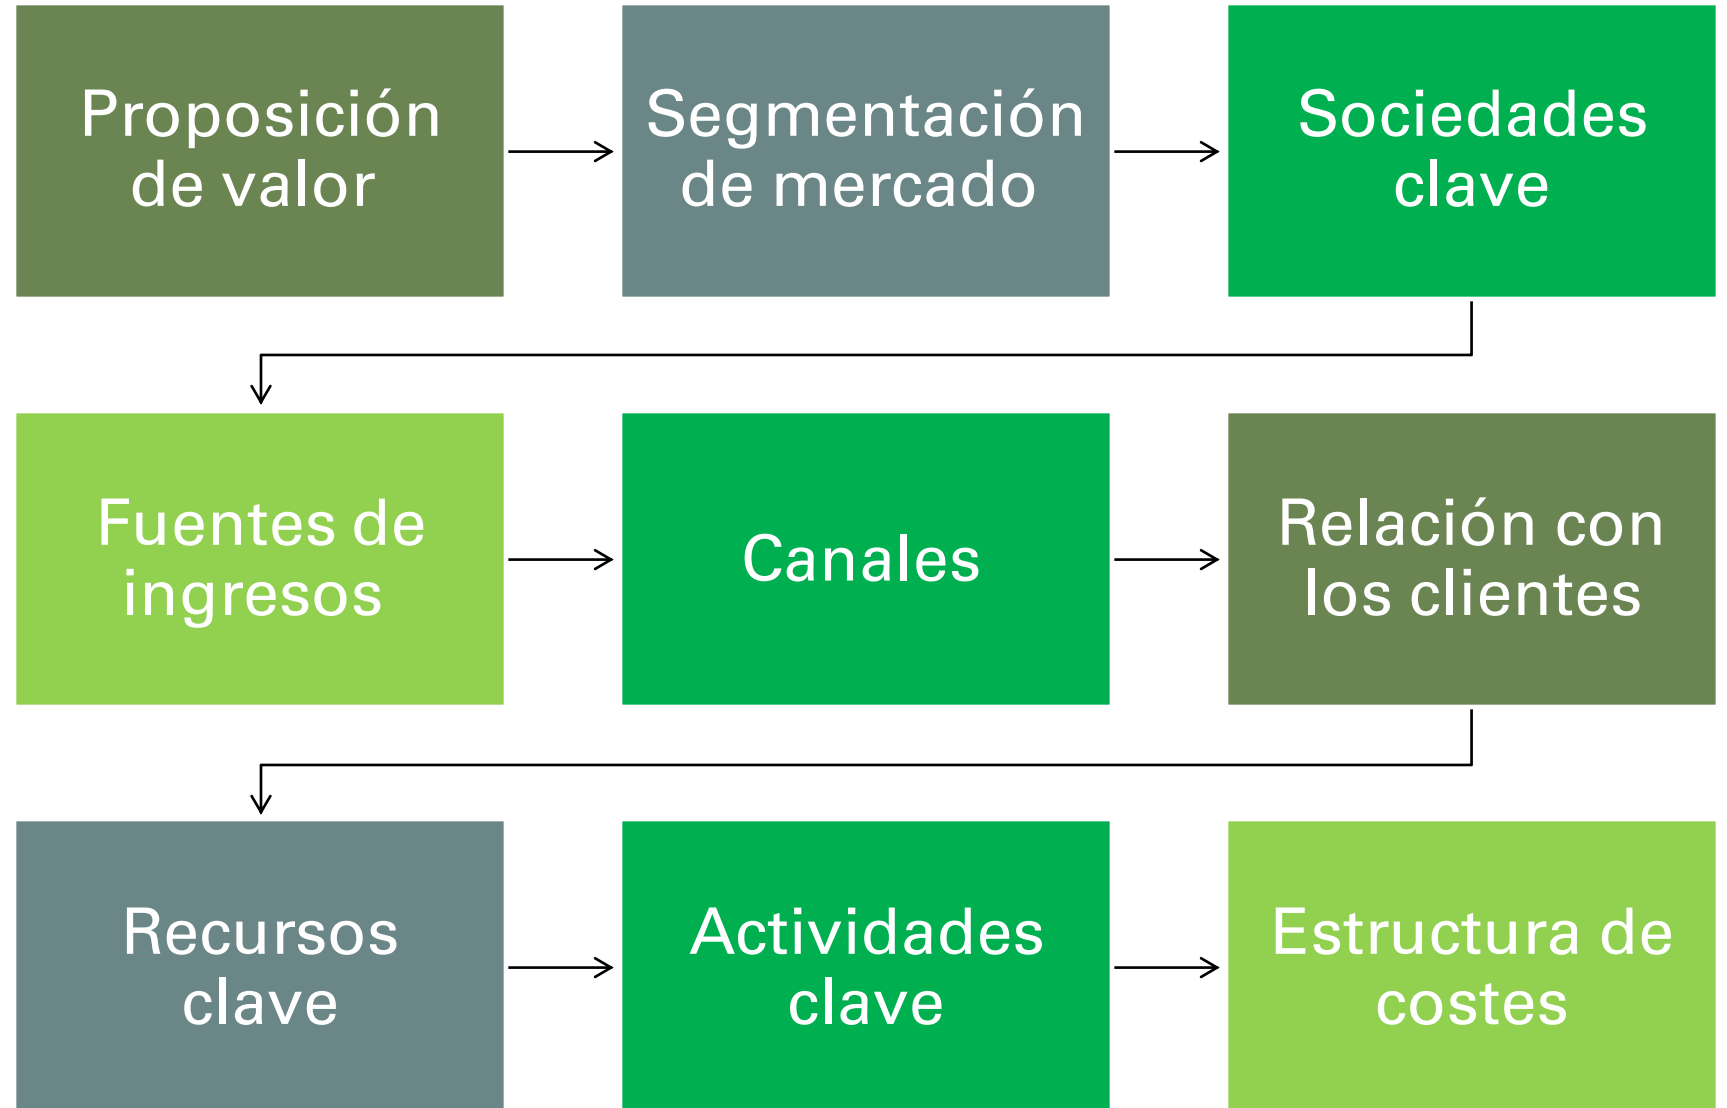 Proposición
de valor
Segmentación
de mercado
Sociedades
clave
Fuentes de
ingresos
Canales
Relación con
los clientes
Recursos
clave
Actividades
clave
Estructura de
costes